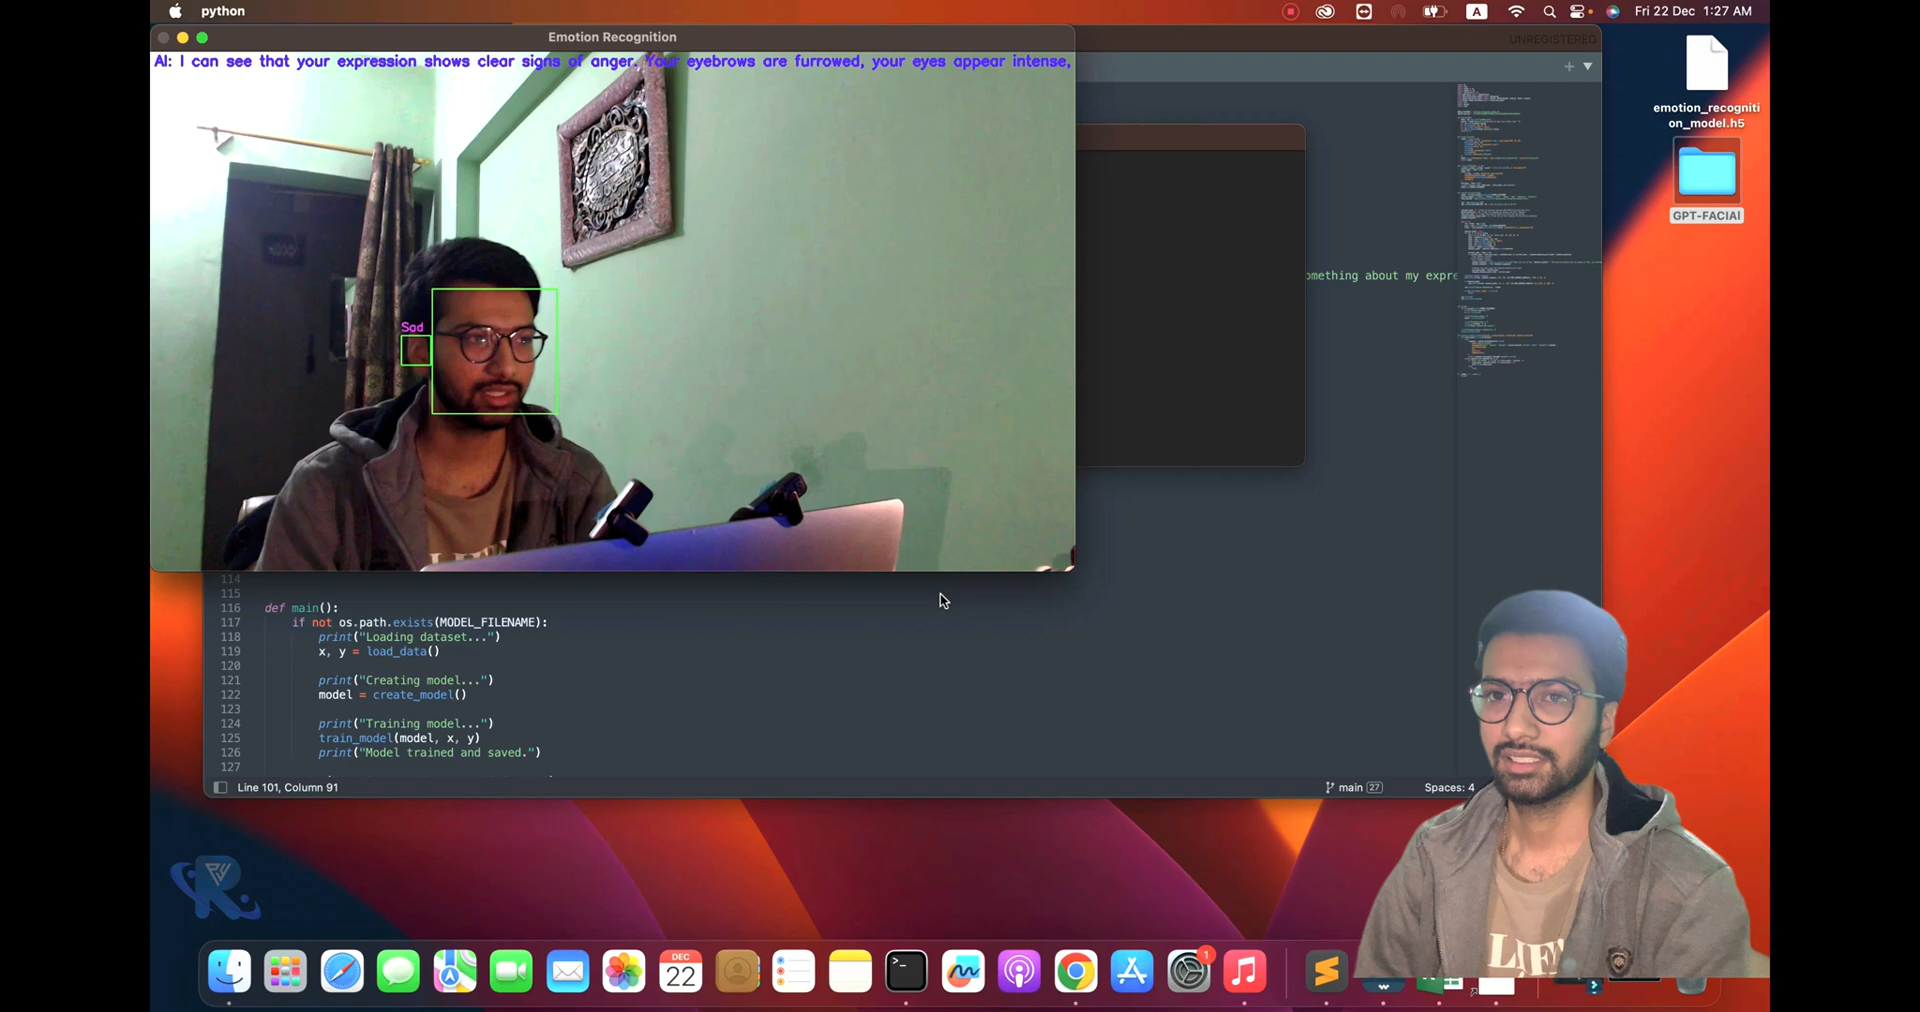 python
A
Fri 22 Dec 1:27 AM
Emotion Recognition
UNREGISTERED
AI: I can see that your expression shows clear signs of anger. Your eyebrows are furrowed, your eyes appear intense,
emotion_recogniti
on_model.h5
GPT-FACIAI
omething about my expre
Sad
114
115
116 def main():
117 if not os.path.exists(MODEL_FILENAME):
118 print("Loading dataset...")
119 x, y = load_data()
120
121 print("Creating model...")
122 model = create_model()
123
124 print("Training model...")
125 train_model(model, x, y)
126 print("Model trained and saved.")
127
Line 101, Column 91
main 27
Spaces: 4
LIFE
R
DEC
22
>_
1